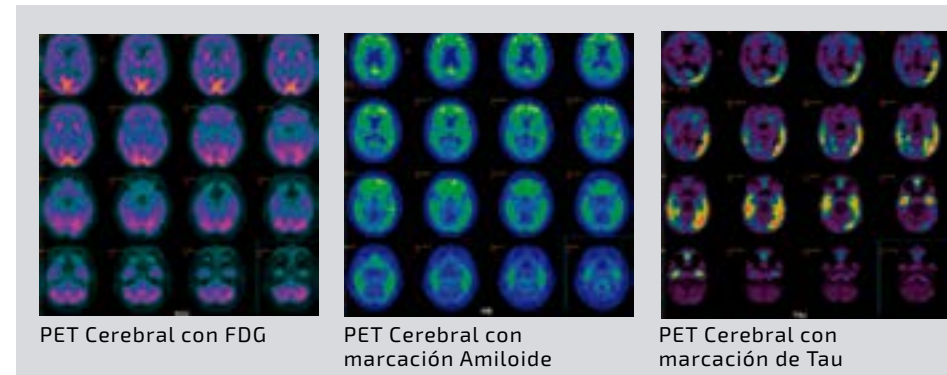 PET Cerebral con FDG
PET Cerebral con
marcación Amiloide
PET Cerebral con
marcación de Tau